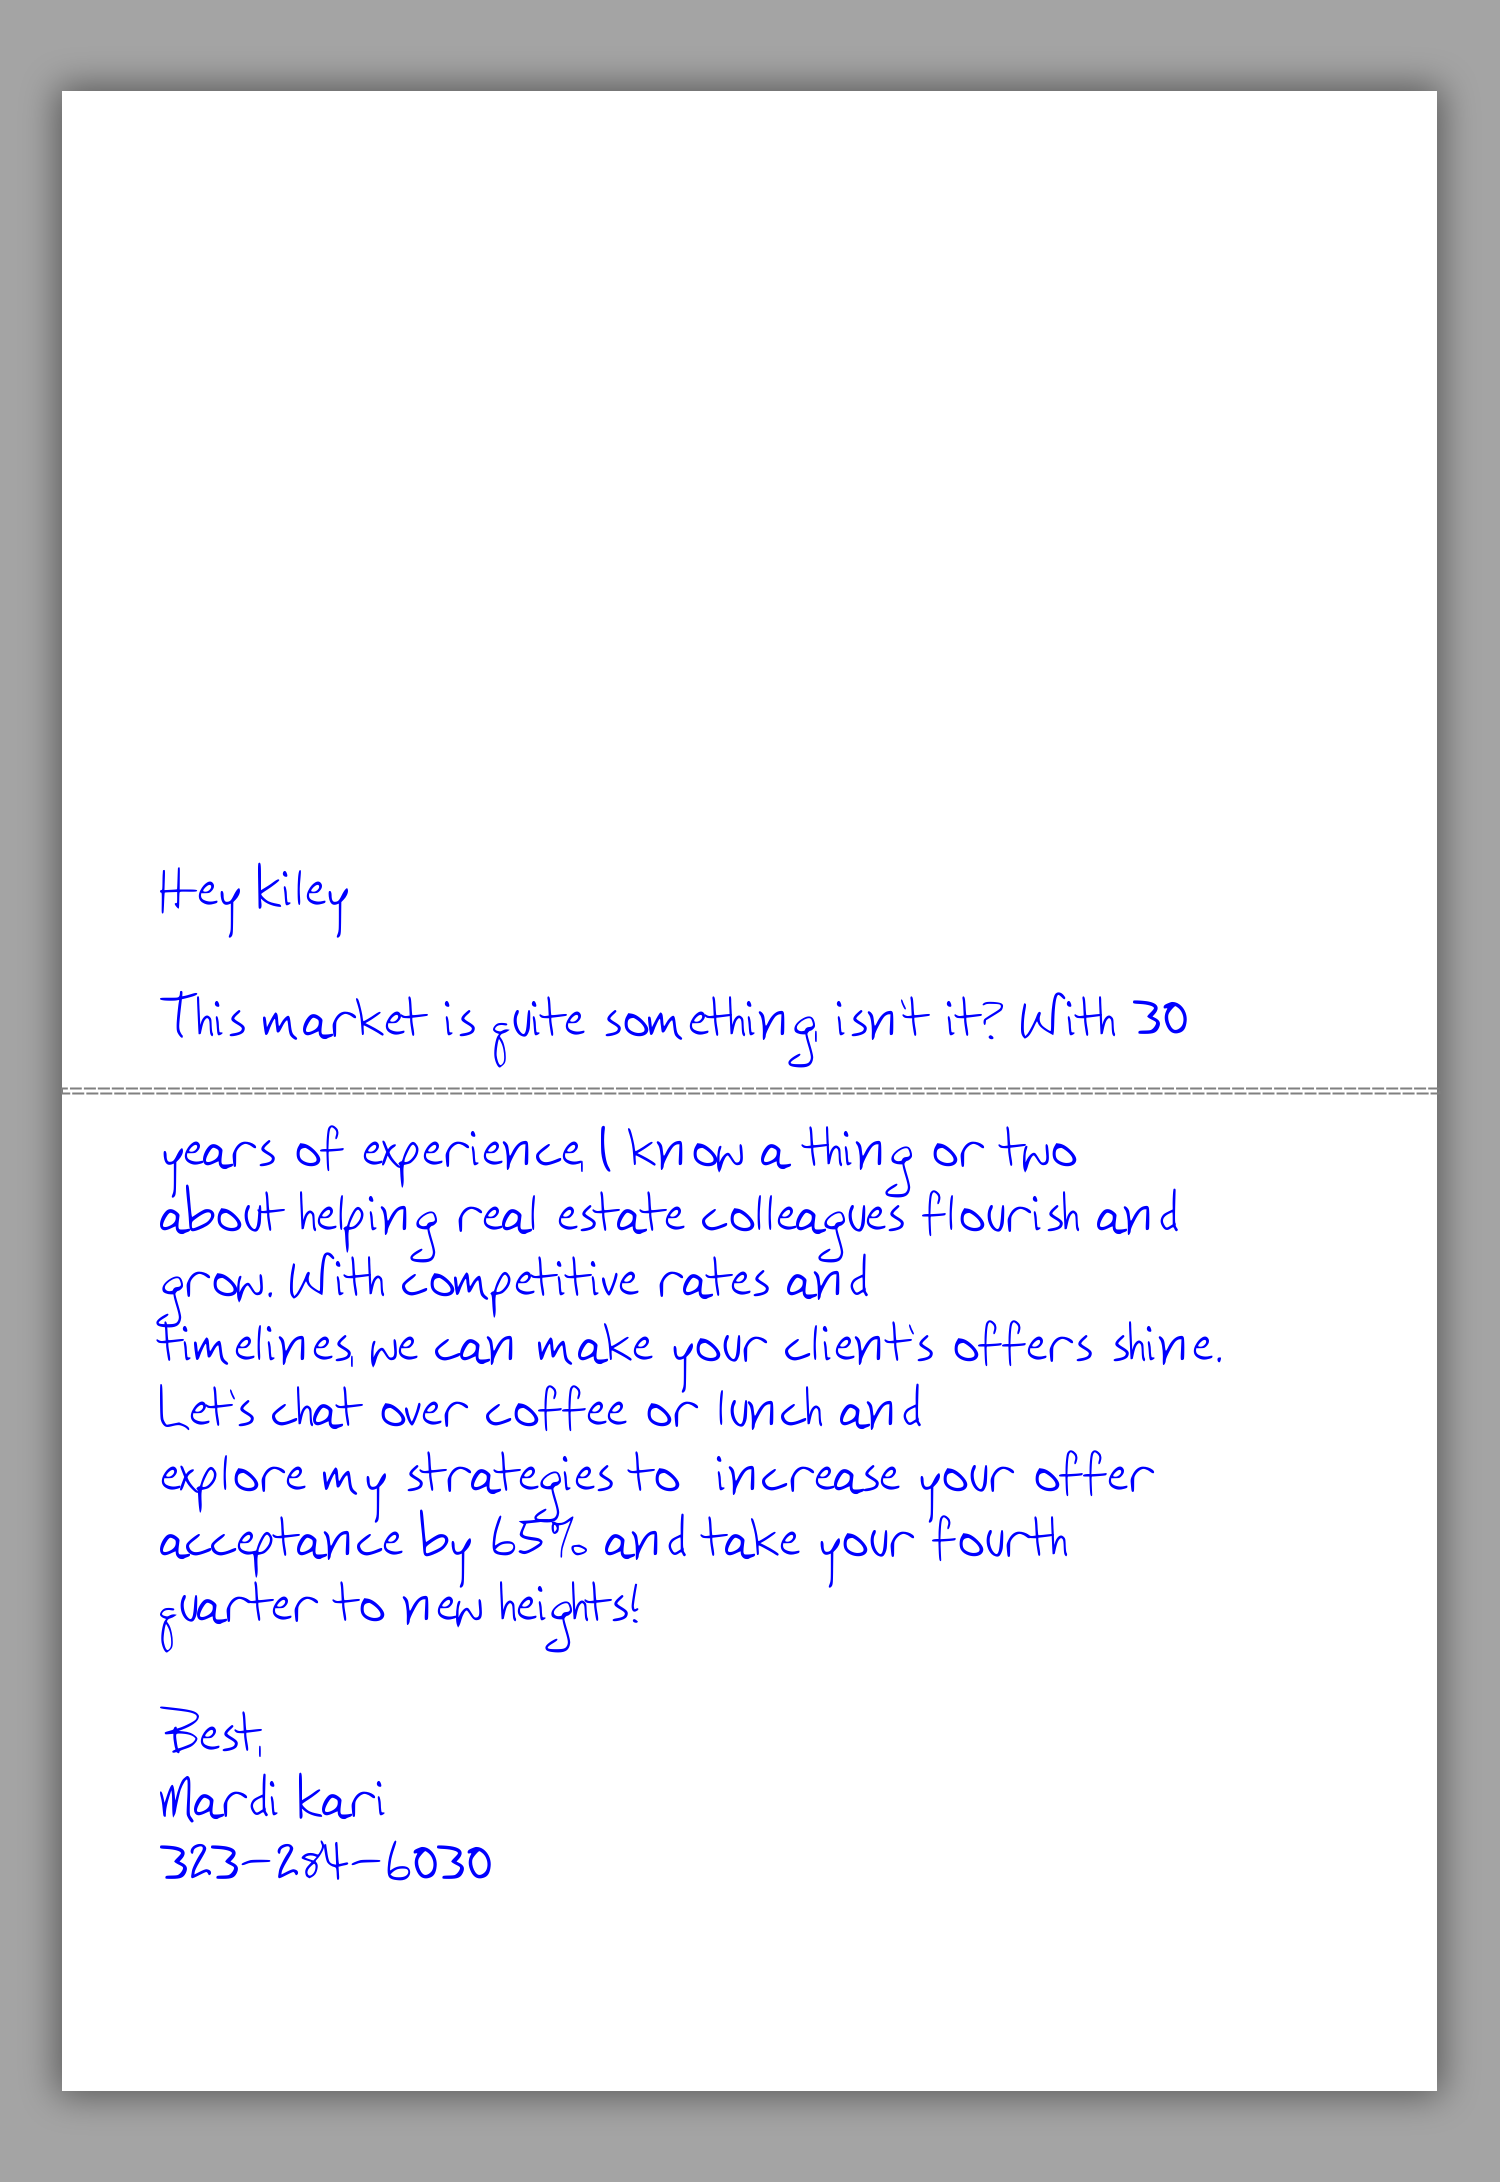 Hey kiley
This market is quite something, isn't it? With 30
years of experience, I know a thing or two
about helping real estate colleagues flourish and
grow. With competitive rates and
timelines, we can make your client's offers shine.
Let's chat over coffee or lunch and
explore my strategies to increase your offer
acceptance by 65% and take your fourth
quarter to new heights!
Best,
Mardi kari
323-284-6030